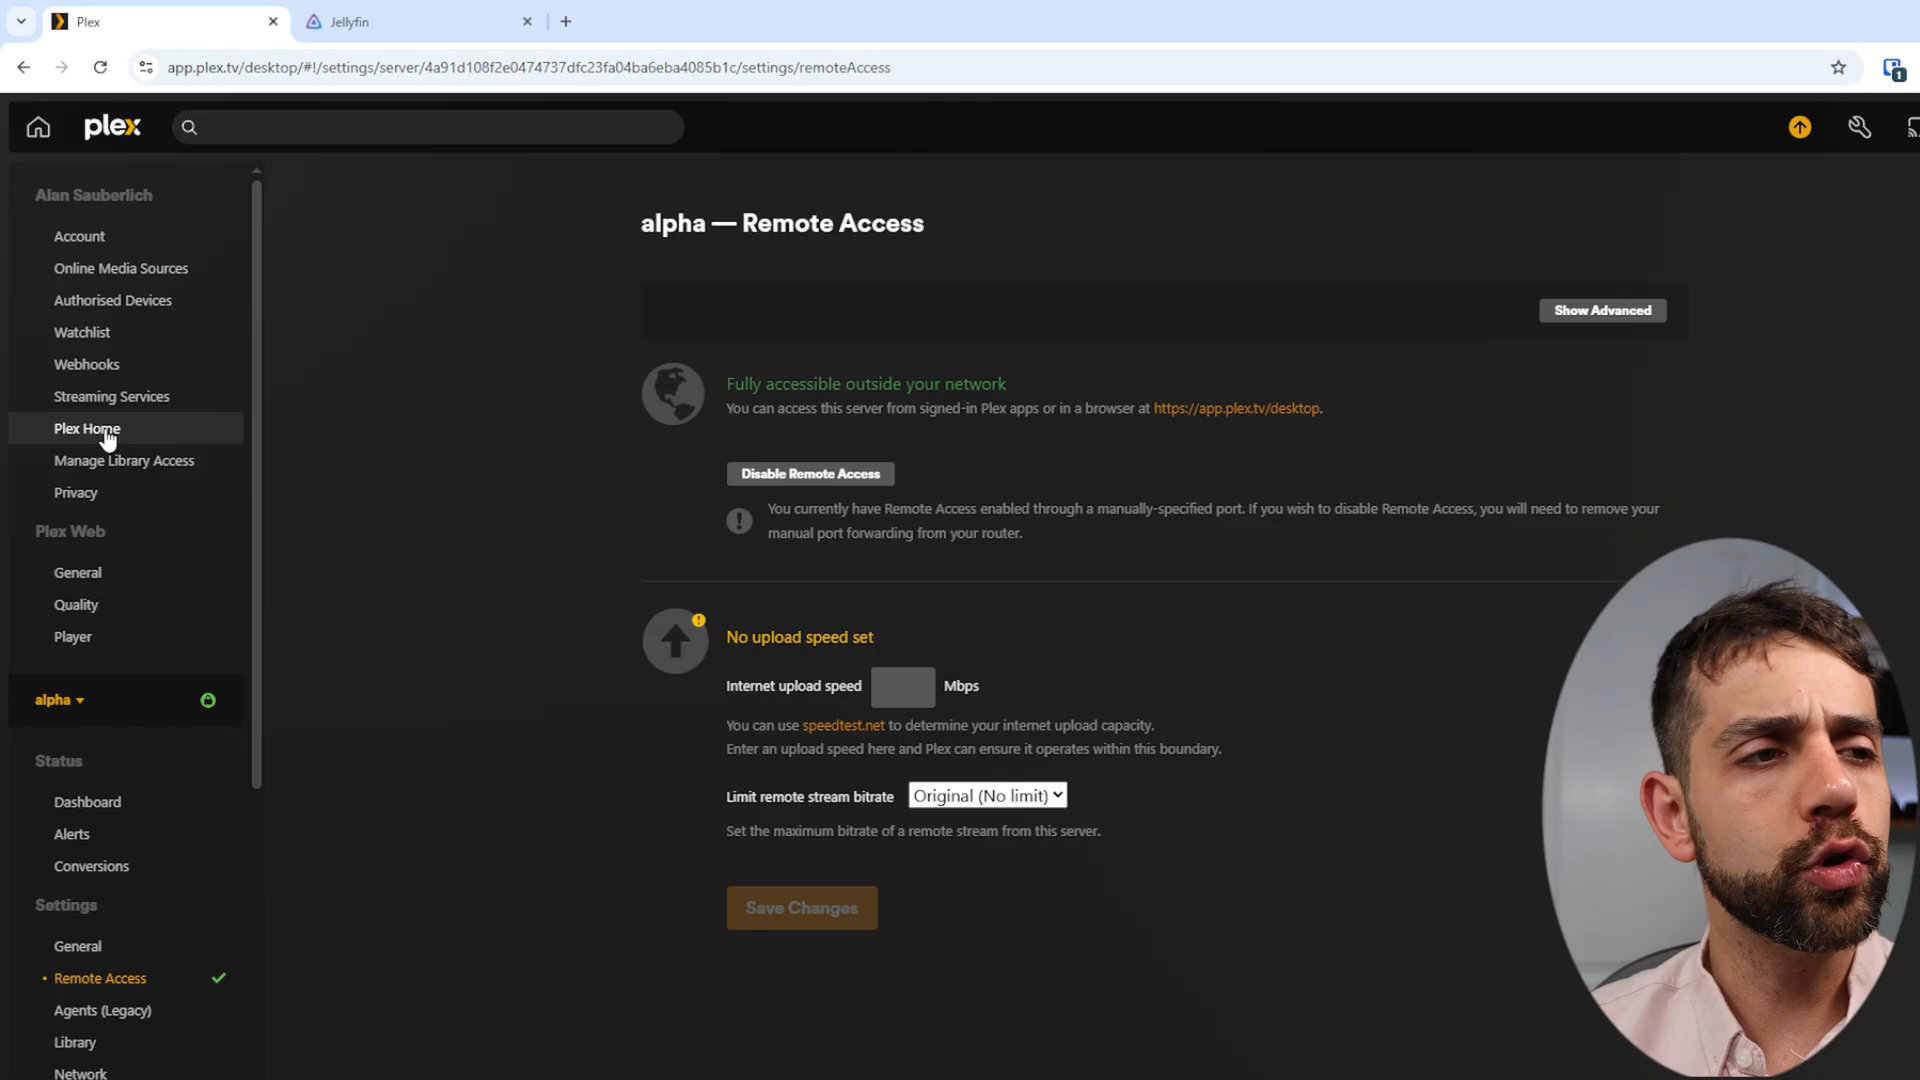 Plex
Jellyfin
app.plex.tv/desktop/#!/settings/server/4a91d108f2e0474737dfc23fa04ba6eba4085b1c/settings/remoteAccess
1
plex
Alan Sauberlich
Account
Online Media Sources
Authorised Devices
Watchlist
Webhooks
Streaming Services
Plex Home
Manage Library Access
Privacy
Plex Web
General
Quality
Player
alpha
Status
Dashboard
Alerts
Conversions
Settings
General
Remote Access
Agents (Legacy)
Library
Network
alpha — Remote Access
Show Advanced
Fully accessible outside your network
You can access this server from signed-in Plex apps or in a browser at https://app.plex.tv/desktop.
Disable Remote Access
You currently have Remote Access enabled through a manually-specified port. If you wish to disable Remote Access, you will need to remove your
manual port forwarding from your router.
No upload speed set
Internet upload speed Mbps
You can use speedtest.net to determine your internet upload capacity.
Enter an upload speed here and Plex can ensure it operates within this boundary.
Limit remote stream bitrate Original (No limit)
Set the maximum bitrate of a remote stream from this server.
Save Changes